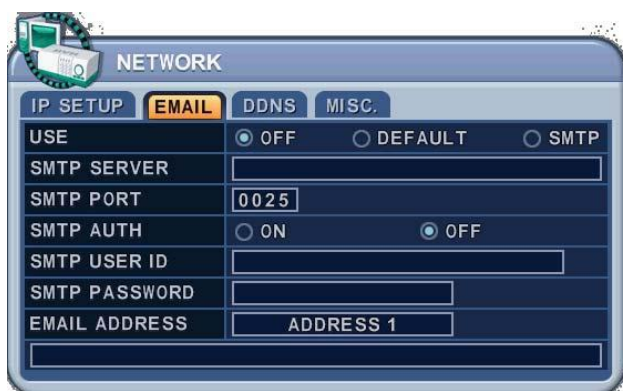 NETWORK
IP SETUP EMAIL DDNS MISC.
USE OFF DEFAULT SMTP
SMTP SERVER
SMTP PORT 0025
SMTP AUTH ON OFF
SMTP USER ID
SMTP PASSWORD
EMAIL ADDRESS ADDRESS 1